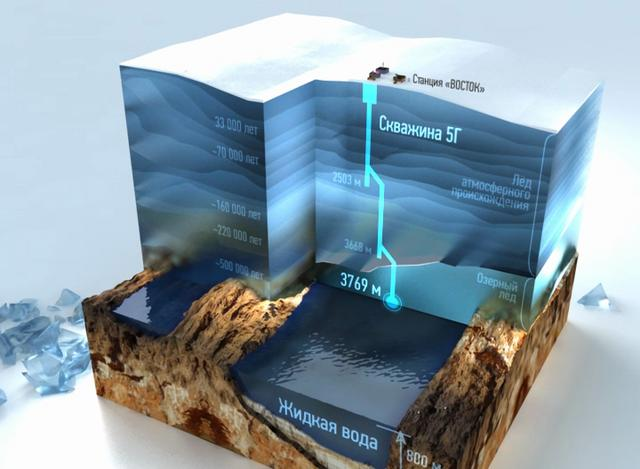 Станция «ВОСТОК»
Скважина 5Г
33 000 лет
~70 000 лет
~160 000 лет
~220 000 лет
~500 000 лет
2503 м
3668 м
3769 м
Лед
атмосферного
происхождения
Озерный
лед
Жидкая вода
800 м